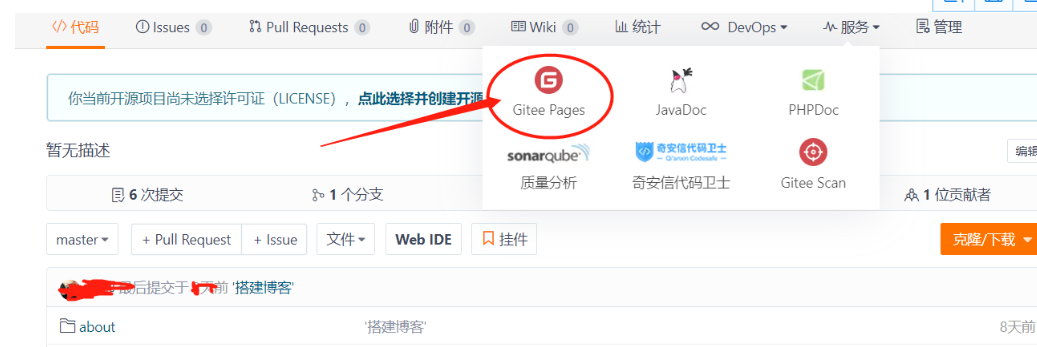 代码 Issues 0 Pull Requests 0 附件 0 Wiki 0 统计 DevOps 服务 管理
你当前开源项目尚未选择许可证（LICENSE），点此选择并创建开源
G
Gitee Pages JavaDoc PHPDoc
暂无描述
编辑
sonarqube 奇安信代码卫士
Qi'anxin Codesafe
质量分析 奇安信代码卫士 Gitee Scan
6 次提交 1 个分支 1 位贡献者
master + Pull Request + Issue 文件 Web IDE 挂件 克隆/下载
最后提交于 天前 '搭建博客'
about '搭建博客' 8天前